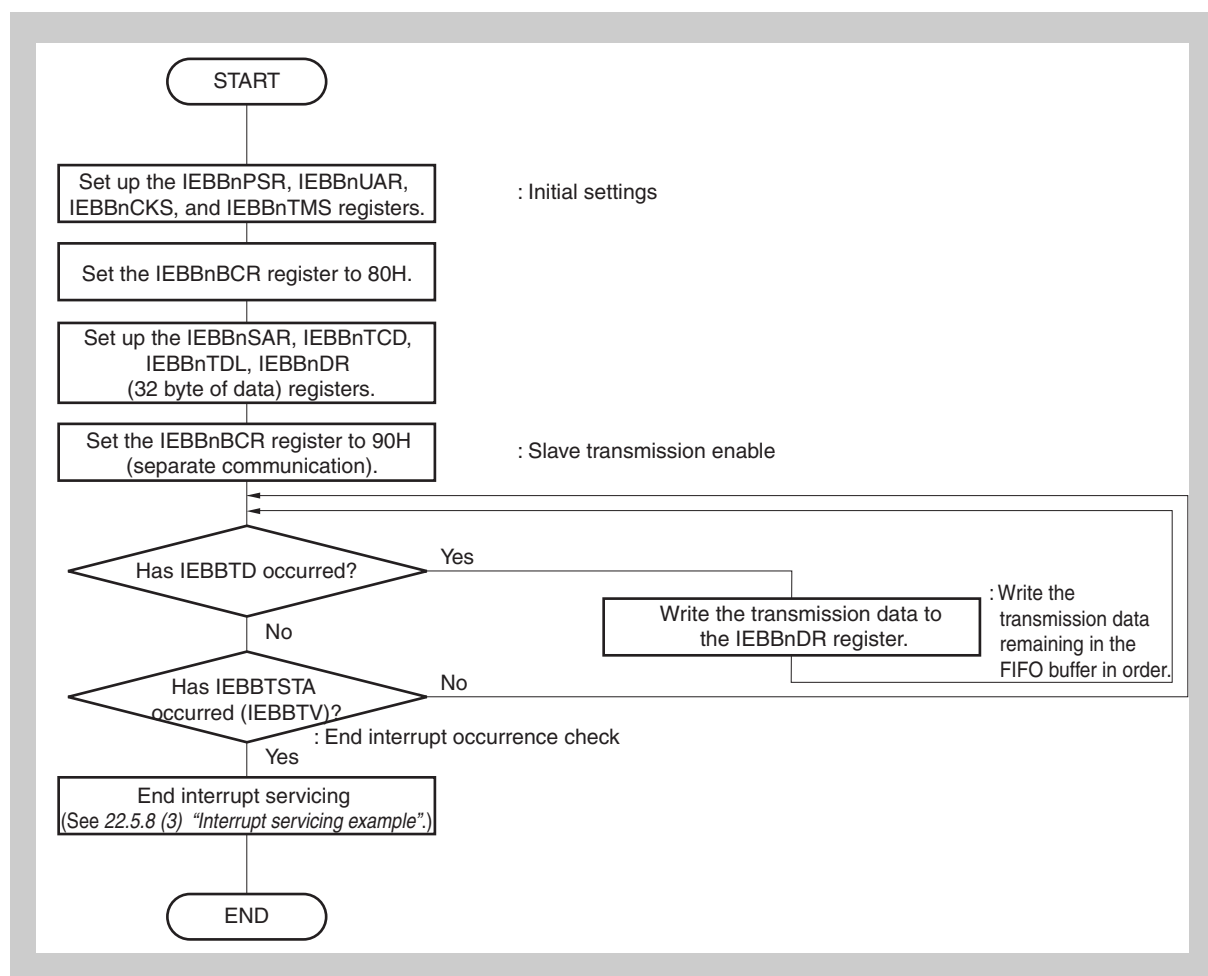 START
Set up the IEBBnPSR, IEBBnUAR,
IEBBnCKS, and IEBBnTMS registers.
: Initial settings
Set the IEBBnBCR register to 80H.
Set up the IEBBnSAR, IEBBnTCD,
IEBBnTDL, IEBBnDR
(32 byte of data) registers.
Set the IEBBnBCR register to 90H
(separate communication).
: Slave transmission enable
Has IEBBTD occurred?
Yes
No
Write the transmission data to
the IEBBnDR register.
: Write the
transmission data
remaining in the
FIFO buffer in order.
Has IEBBTSTA
occurred (IEBBTV)?
No
: End interrupt occurrence check
Yes
End interrupt servicing
(See 22.5.8 (3) “Interrupt servicing example”.)
END